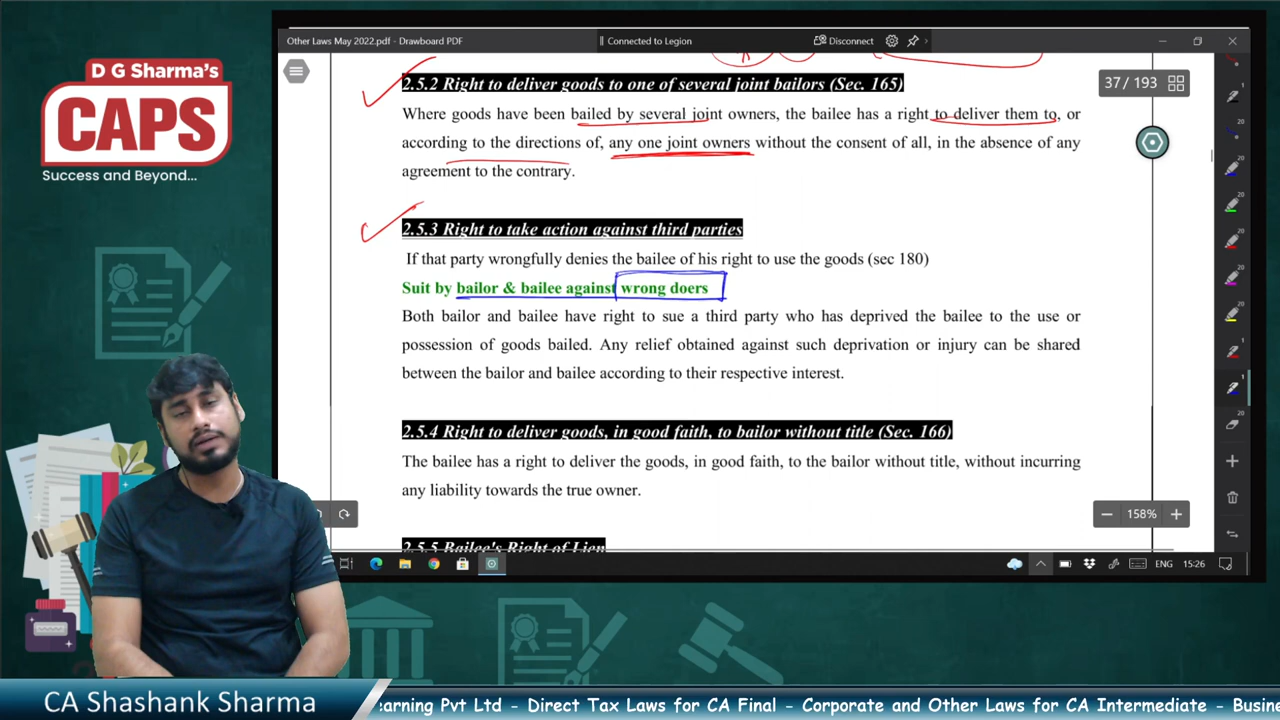 D G Sharma's
CAPS
Success and Beyond...
Other Laws May 2022.pdf - Drawboard PDF
Connected to Legion
Disconnect
37 / 193
2.5.2 Right to deliver goods to one of several joint bailors (Sec. 165)
Where goods have been bailed by several joint owners, the bailee has a right to deliver them to, or
according to the directions of, any one joint owners without the consent of all, in the absence of any
agreement to the contrary.
2.5.3 Right to take action against third parties
If that party wrongfully denies the bailee of his right to use the goods (sec 180)
Suit by bailor & bailee against wrong doers
Both bailor and bailee have right to sue a third party who has deprived the bailee to the use or
possession of goods bailed. Any relief obtained against such deprivation or injury can be shared
between the bailor and bailee according to their respective interest.
2.5.4 Right to deliver goods, in good faith, to bailor without title (Sec. 166)
The bailee has a right to deliver the goods, in good faith, to the bailor without title, without incurring
any liability towards the true owner.
158%
2.5.5 Bailee's Right of Lien
ENG
15:26
CA Shashank Sharma
earning Pvt Ltd - Direct Tax Laws for CA Final - Corporate and Other Laws for CA Intermediate - Busine